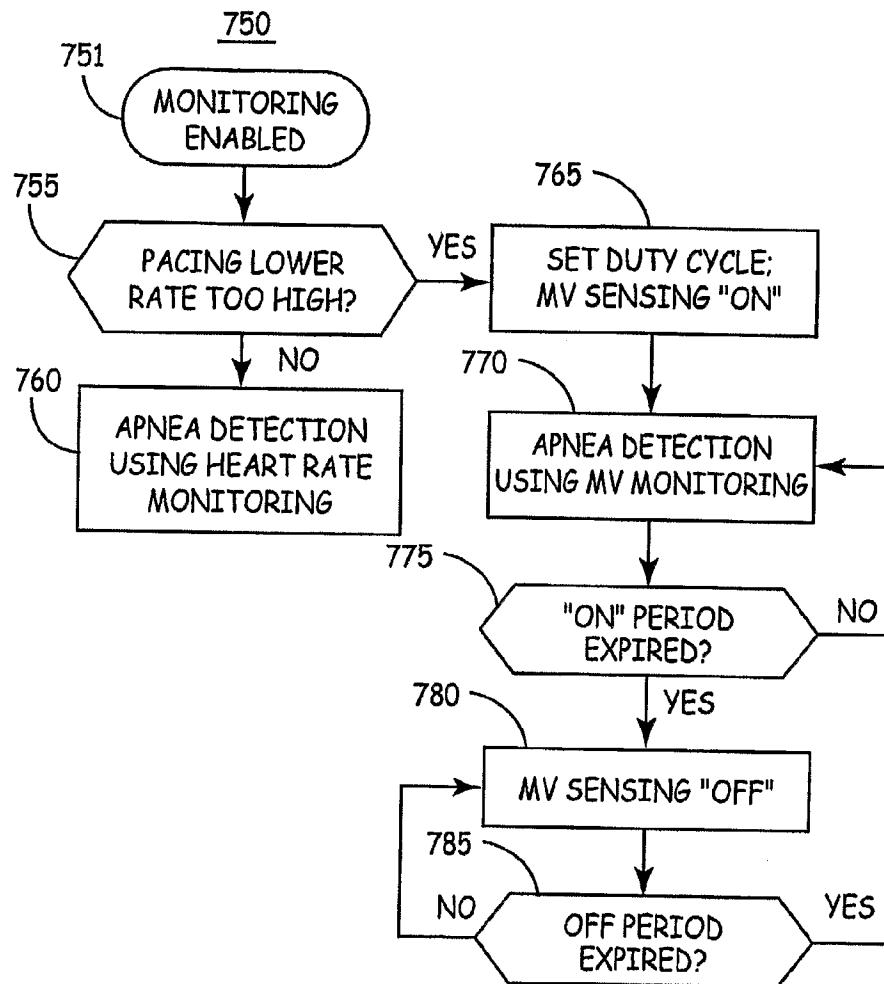 750
751
MONITORING
ENABLED
755
PACING LOWER
RATE TOO HIGH?
YES
NO
760
APNEA DETECTION
USING HEART RATE
MONITORING
765
SET DUTY CYCLE;
MV SENSING "ON"
770
APNEA DETECTION
USING MV MONITORING
775
"ON" PERIOD
EXPIRED?
NO
YES
780
MV SENSING "OFF"
785
NO
OFF PERIOD
EXPIRED?
YES